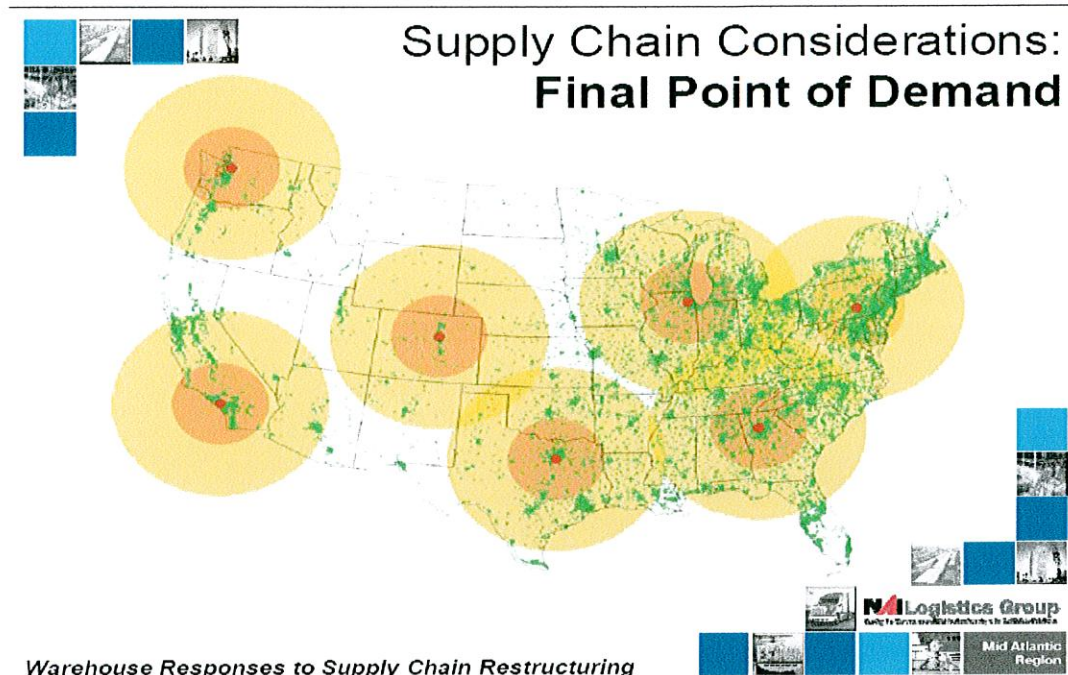 Supply Chain Considerations:
Final Point of Demand
NAI Logistics Group
Mid Atlantic
Region
Warehouse Responses to Supply Chain Restructuring